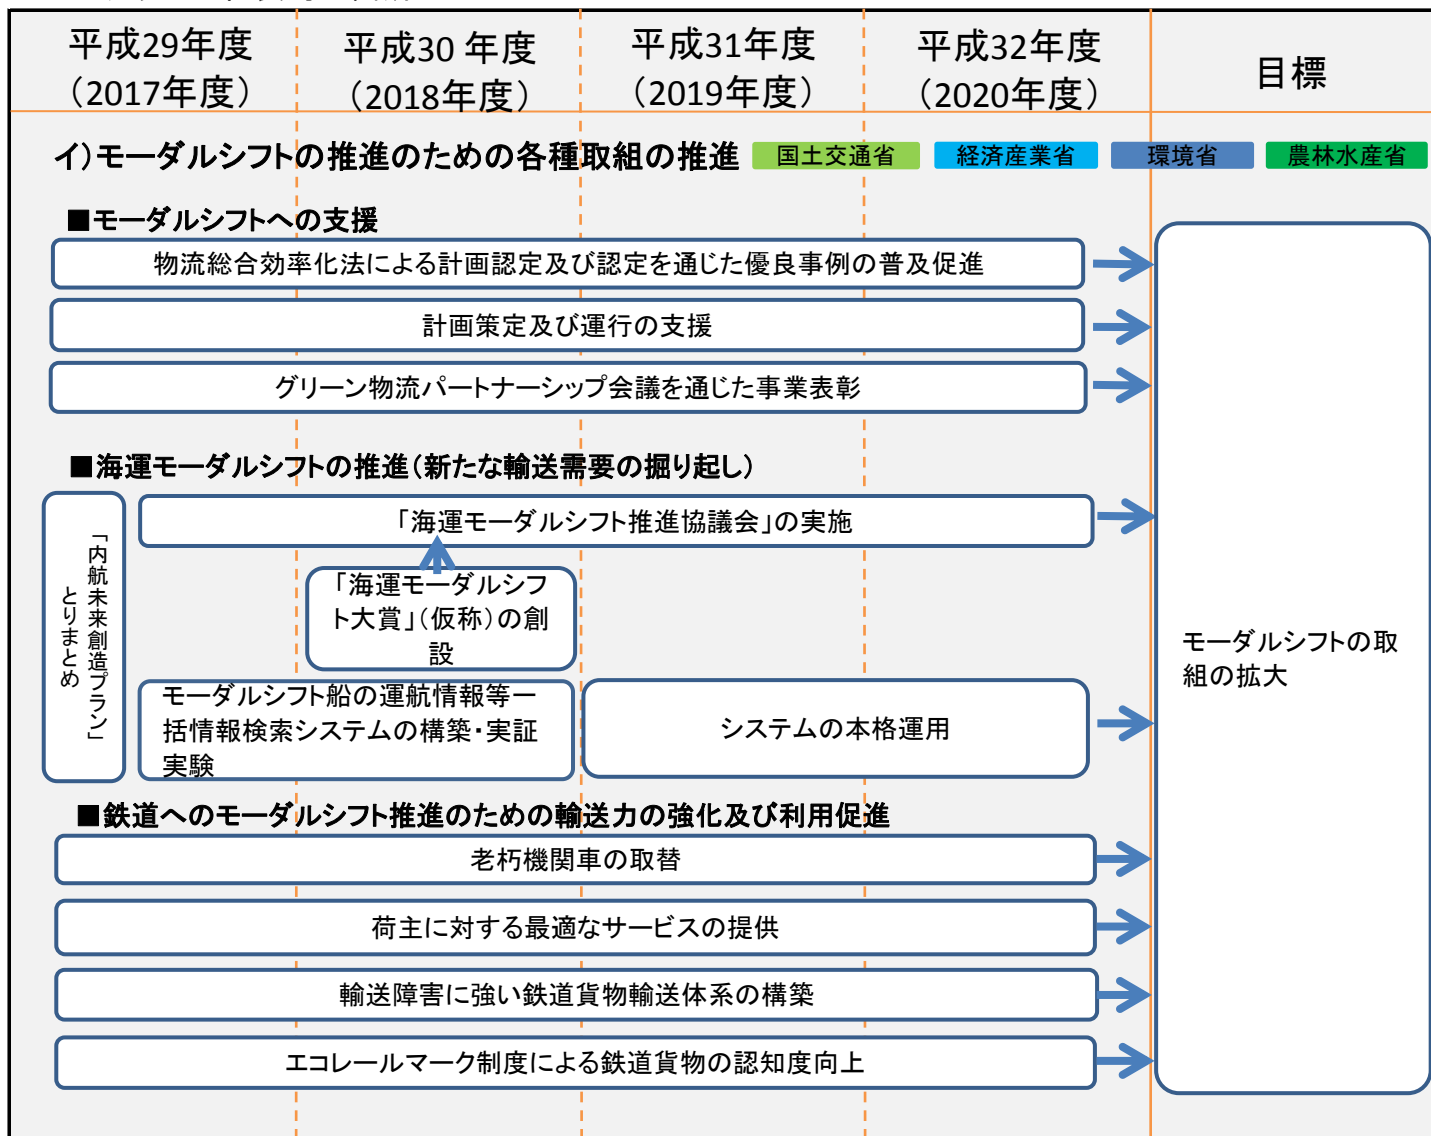 平成29年度
（2017年度）
平成30 年度
（2018年度）
平成31年度
（2019年度）
平成32年度
（2020年度）
目標
イ）モーダルシフトの推進のための各種取組の推進
国土交通省
経済産業省
環境省
農林水産省
■モーダルシフトへの支援
物流総合効率化法による計画認定及び認定を通じた優良事例の普及促進
計画策定及び運行の支援
グリーン物流パートナーシップ会議を通じた事業表彰
■海運モーダルシフトの推進（新たな輸送需要の掘り起し）
「内航未来創造プラン」
とりまとめ
「海運モーダルシフト推進協議会」の実施
「海運モーダルシフ
ト大賞」（仮称）の創
設
モーダルシフト船の運航情報等一
括情報検索システムの構築・実証
実験
システムの本格運用
モーダルシフトの取
組の拡大
■鉄道へのモーダルシフト推進のための輸送力の強化及び利用促進
老朽機関車の取替
荷主に対する最適なサービスの提供
輸送障害に強い鉄道貨物輸送体系の構築
エコレールマーク制度による鉄道貨物の認知度向上